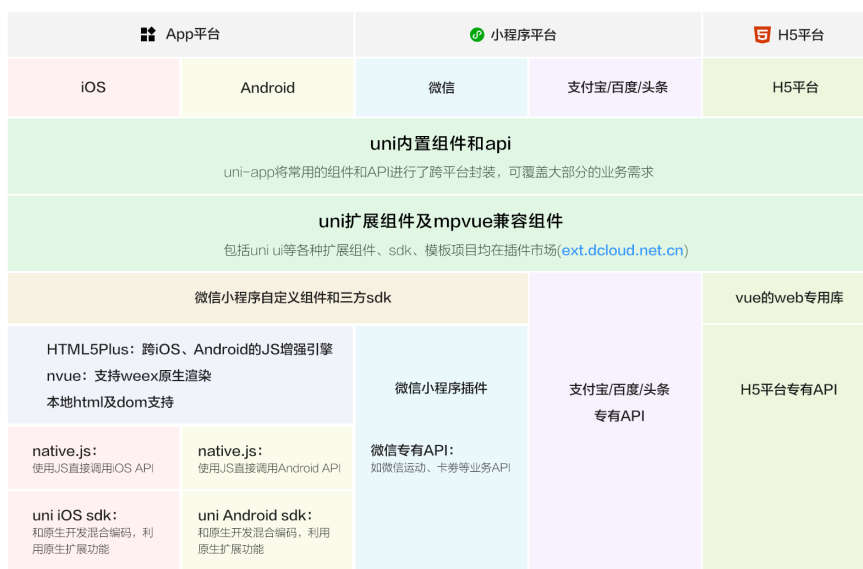 App平台
小程序平台
H5平台
iOS
Android
微信
支付宝/百度/头条
H5平台
uni内置组件和api
uni-app将常用的组件和API进行了跨平台封装，可覆盖大部分的业务需求
uni扩展组件及mpvue兼容组件
包括uni ui等各种扩展组件、sdk、模板项目均在插件市场(ext.dcloud.net.cn)
微信小程序自定义组件和三方sdk
vue的web专用库
HTML5Plus：跨iOS、Android的JS增强引擎
nvue：支持weex原生渲染
本地html及dom支持
微信小程序插件
支付宝/百度/头条
专有API
H5平台专有API
native.js：
使用JS直接调用iOS API
native.js：
使用JS直接调用Android API
微信专有API：
如微信运动、卡券等业务API
uni iOS sdk：
和原生开发混合编码，利
用原生扩展功能
uni Android sdk：
和原生开发混合编码，利用
原生扩展功能